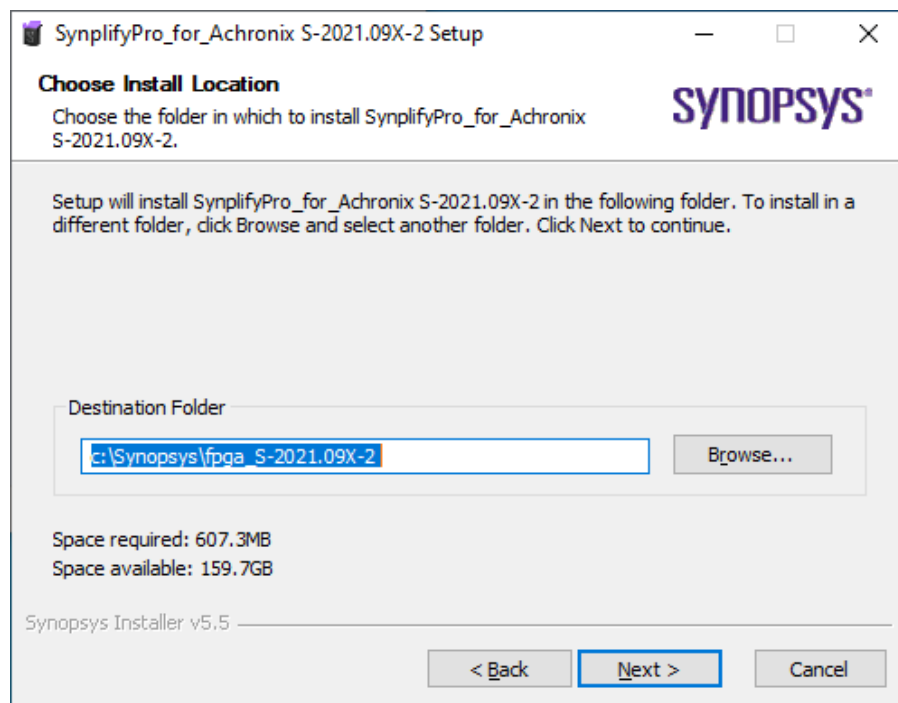 SynplifyPro_for_Achronix S-2021.09X-2 Setup
Choose Install Location
Choose the folder in which to install SynplifyPro_for_Achronix
S-2021.09X-2.
SYNOPSYS®
Setup will install SynplifyPro_for_Achronix S-2021.09X-2 in the following folder. To install in a
different folder, click Browse and select another folder. Click Next to continue.
Destination Folder
c:\Synopsys\fpga_S-2021.09X-2
Browse...
Space required: 607.3MB
Space available: 159.7GB
Synopsys Installer v5.5
< Back
Next >
Cancel